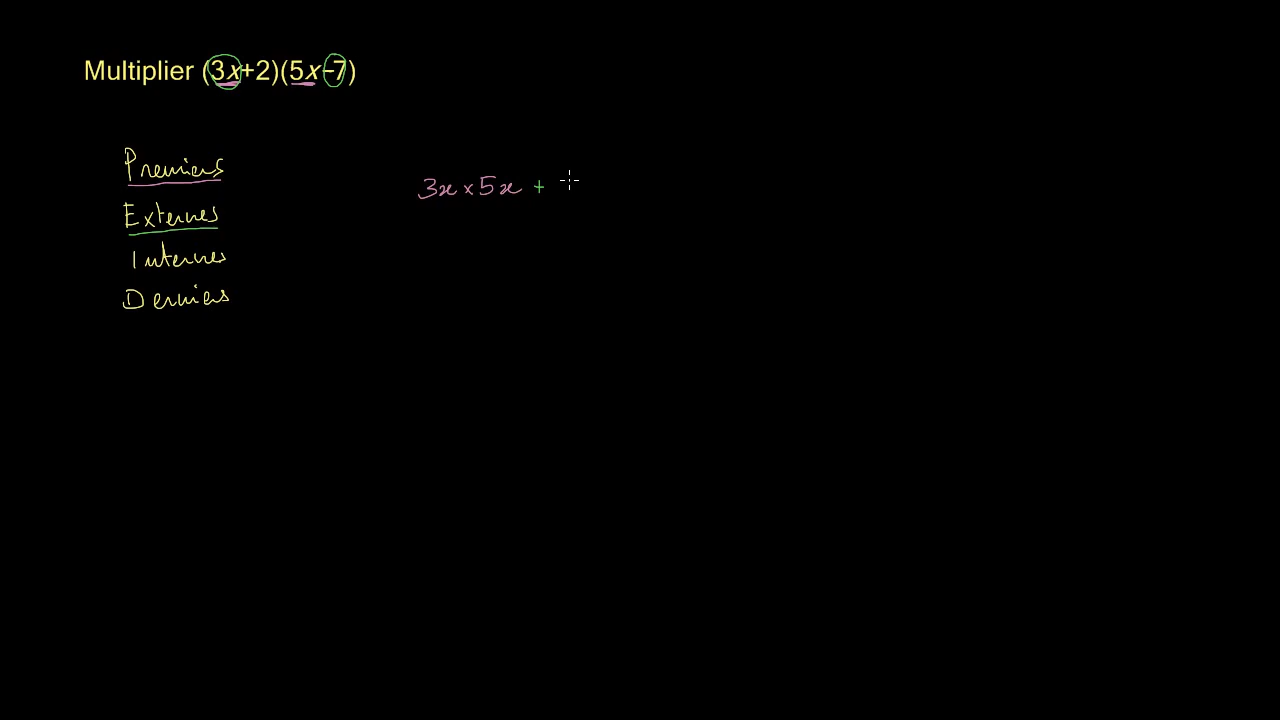 Multiplier (3x+2)(5x-7)
Premiers
3x × 5x +
Externes
Internes
Derniers